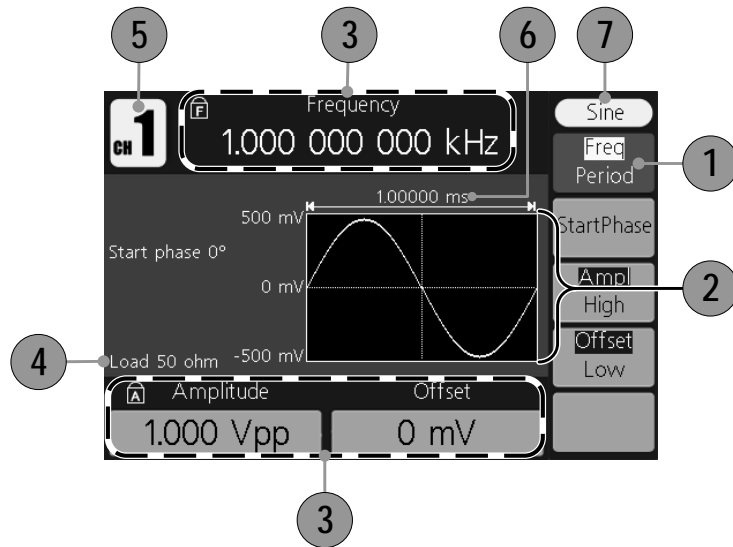 5
3
6
7
CH 1
F
Frequency
1.000 000 000 kHz
Sine
Freq
Period
1
1.00000 ms
500 mV
StartPhase
Start phase 0°
0 mV
Ampl
High
2
Offset
Low
4
Load 50 ohm
-500 mV
A
Amplitude
Offset
1.000 Vpp
0 mV
3